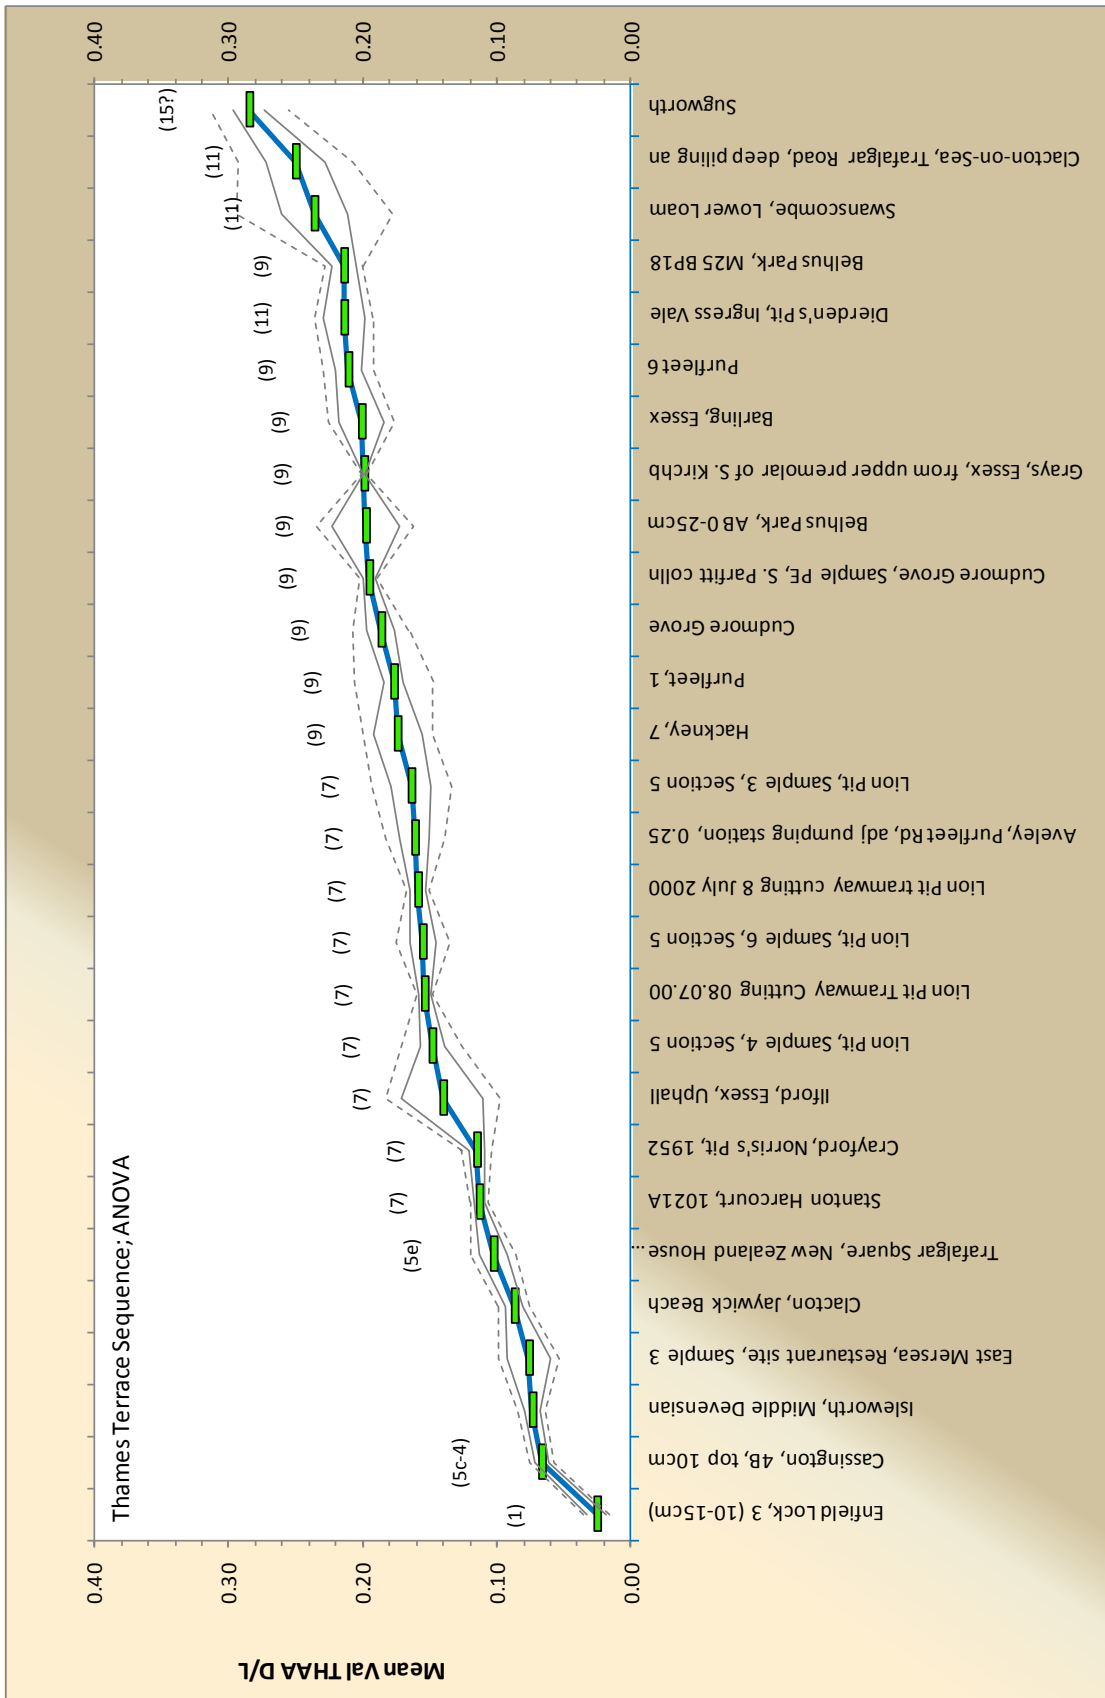 Thames Terrace Sequence; ANOVA
Mean Val THAA D/L
0.40
0.30
0.20
0.10
0.00
0.40
0.30
0.20
0.10
0.00
(1)
(5c-4)
(5e)
(7)
(7)
(7)
(7)
(7)
(7)
(7)
(7)
(7)
(9)
(9)
(9)
(9)
(9)
(9)
(9)
(9)
(11)
(9)
(11)
(11)
(15?)
Enfield Lock, 3 (10-15cm)
Cassington, 4B, top 10cm
Isleworth, Middle Devensian
East Mersea, Restaurant site, Sample 3
Clacton, Jaywick Beach
Trafalgar Square, New Zealand House...
Stanton Harcourt, 1021A
Crayford, Norris's Pit, 1952
Ilford, Essex, Uphall
Lion Pit, Sample 4, Section 5
Lion Pit Tramway Cutting 08.07.00
Lion Pit, Sample 6, Section 5
Lion Pit tramway cutting 8 July 2000
Aveley, Purfleet Rd, adj pumping station, 0.25
Lion Pit, Sample 3, Section 5
Hackney, 7
Purfleet, 1
Cudmore Grove
Cudmore Grove, Sample PE, S. Parfitt colln
Belhus Park, AB 0-25cm
Grays, Essex, from upper premolar of S. Kirchb
Barling, Essex
Purfleet 6
Dierden's Pit, Ingress Vale
Belhus Park, M25 BP18
Swanscombe, Lower Loam
Clacton-on-Sea, Trafalgar Road, deep piling an
Sugworth